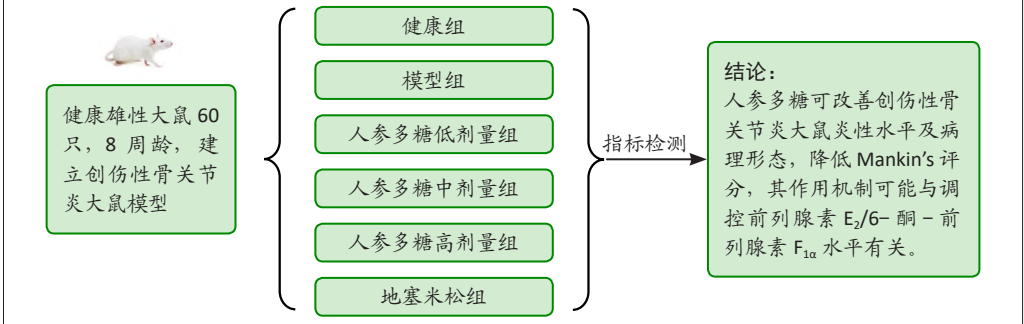 健康雄性大鼠 60
只，8 周龄，建
立创伤性骨关节
炎大鼠模型
健康组
模型组
人参多糖低剂量组
人参多糖中剂量组
人参多糖高剂量组
地塞米松组
指标检测
结论：
人参多糖可改善创伤性骨
关节炎大鼠炎性水平及病
理形态，降低 Mankin’s 评
分，其作用机制可能与调
控前列腺素 E₂/6− 酮 − 前
列腺素 F₁α 水平有关。